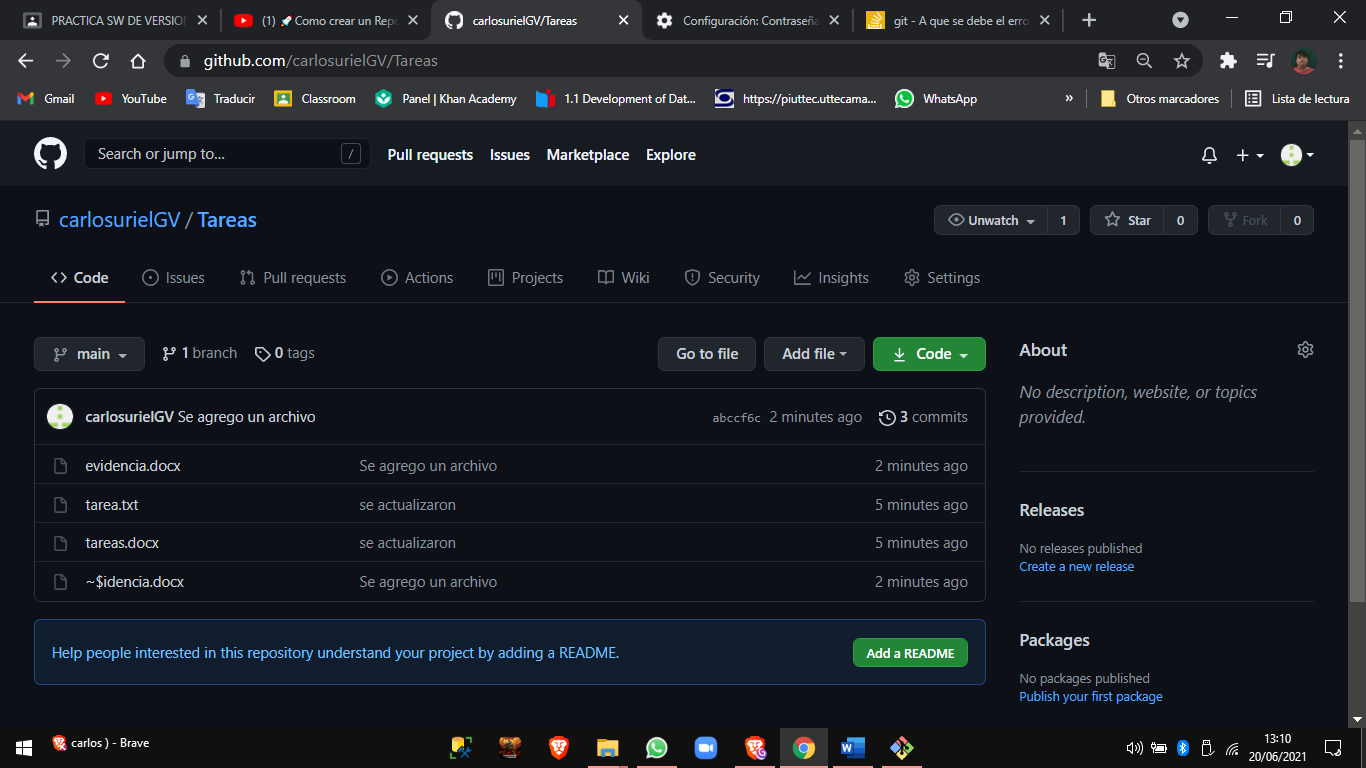 PRACTICA SW DE VERSION
(1) 🚀Como crear un Repo
carlosurielGV/Tareas
Configuración: Contraseña
git - A que se debe el erro
github.com/carlosurielGV/Tareas
Gmail
YouTube
Traducir
Classroom
Panel | Khan Academy
1.1 Development of Dat...
https://piuttec.uttecama...
WhatsApp
»
Otros marcadores
Lista de lectura
Search or jump to...
/
Pull requests
Issues
Marketplace
Explore
carlosurielGV / Tareas
Unwatch
1
Star
0
Fork
0
Code
Issues
Pull requests
Actions
Projects
Wiki
Security
Insights
Settings
main
1 branch
0 tags
Go to file
Add file
Code
carlosurielGV Se agrego un archivo
abccf6c 2 minutes ago
3 commits
evidencia.docx
Se agrego un archivo
2 minutes ago
tarea.txt
se actualizaron
5 minutes ago
tareas.docx
se actualizaron
5 minutes ago
~$idencia.docx
Se agrego un archivo
2 minutes ago
Help people interested in this repository understand your project by adding a README.
Add a README
About
No description, website, or topics
provided.
Releases
No releases published
Create a new release
Packages
No packages published
Publish your first package
carlos ) - Brave
13:10
20/06/2021